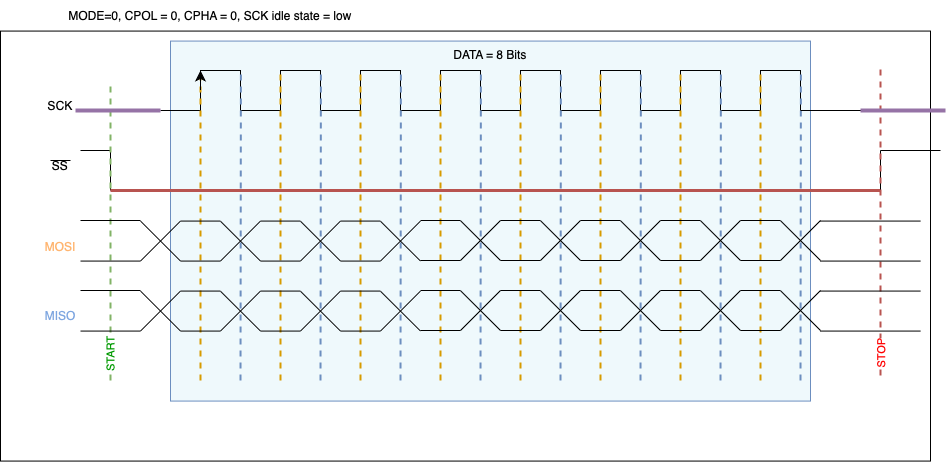 MODE=0, CPOL = 0, CPHA = 0, SCK idle state = low
DATA = 8 Bits
SCK
SS
MOSI
MISO
START
STOP